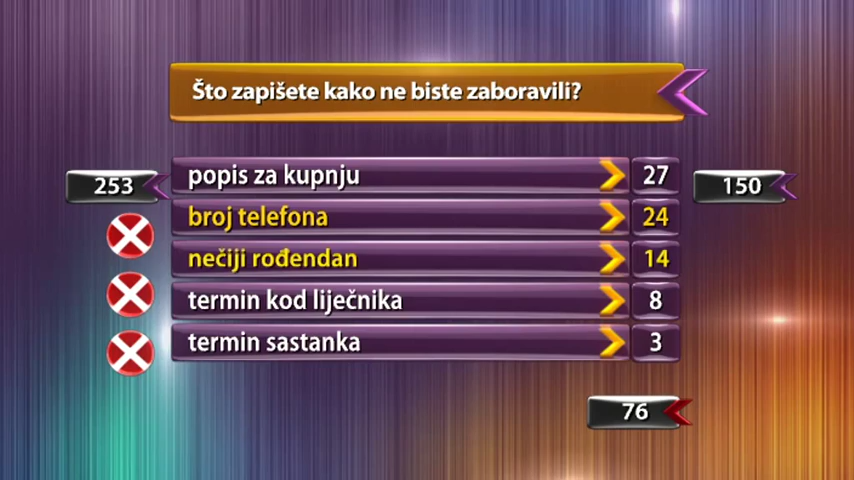 Što zapišete kako ne biste zaboravili?
253
popis za kupnju 27
150
broj telefona 24
nečiji rođendan 14
termin kod liječnika 8
termin sastanka 3
76